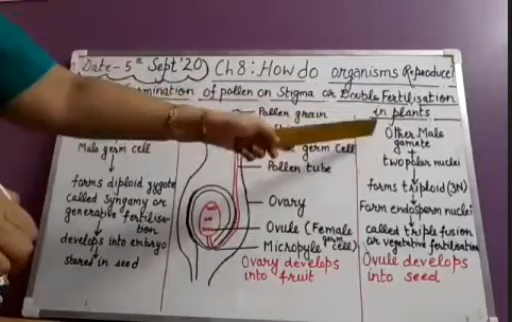 Date- 5th Sept'20
Ch 8: How do organisms Reproduce?
mination of pollen on Stigma or Double Fertilisation
in plants
Male germ cell
forms diploid zygote
called Syngamy or
generative fertilisa-
tion
develops into embryo
stored in seed
Pollen grain
germ Cell
Pollen tube
Ovary
Ovule (Female
germ cell)
Micropyle
Ovary develops
into fruit
Other Male
gamete
+
two polar nuclei
forms triploid (3N)
Form endosperm nuclei
called triple fusion
or vegetative fertilisation
Ovule develops
into seed